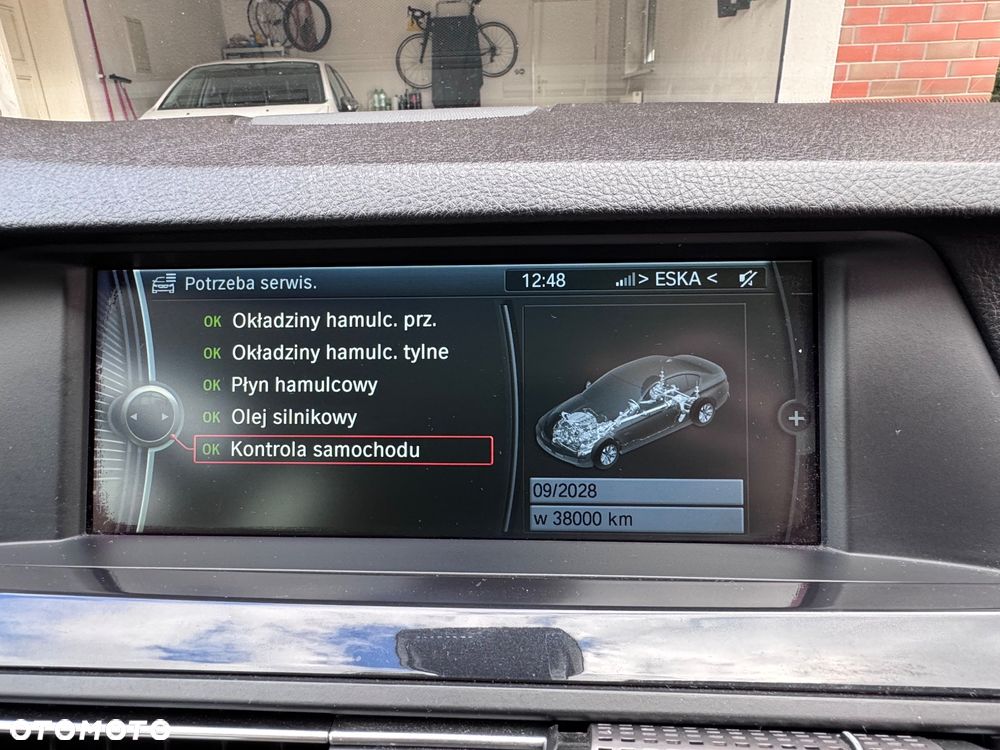 Potrzeba serwis.
12:48
> ESKA <
OK Okładziny hamulc. prz.
OK Okładziny hamulc. tylne
OK Płyn hamulcowy
OK Olej silnikowy
OK Kontrola samochodu
09/2028
w 38000 km
OTOMOTO